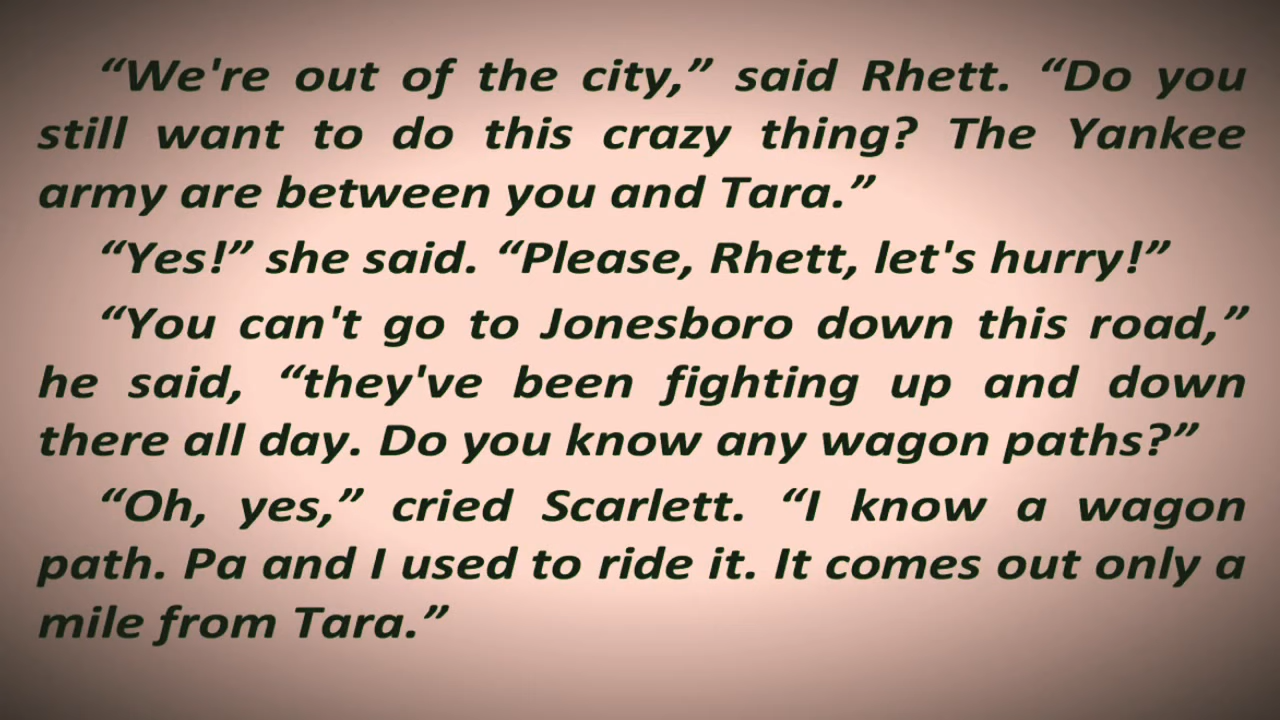 “We're out of the city,” said Rhett. “Do you
still want to do this crazy thing? The Yankee
army are between you and Tara.”
“Yes!” she said. “Please, Rhett, let's hurry!”
“You can't go to Jonesboro down this road,”
he said, “they've been fighting up and down
there all day. Do you know any wagon paths?”
“Oh, yes,” cried Scarlett. “I know a wagon
path. Pa and I used to ride it. It comes out only a
mile from Tara.”